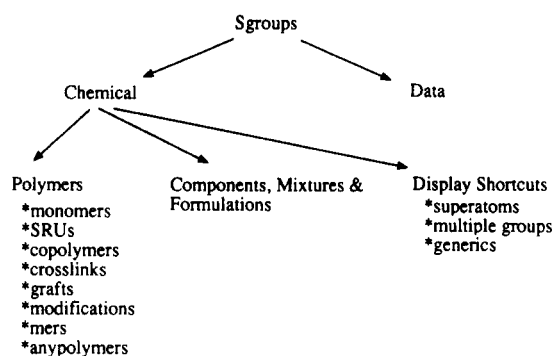 Sgroups
Chemical
Data
Polymers
*monomers
*SRUs
*copolymers
*crosslinks
*grafts
*modifications
*mers
*anypolymers
Components, Mixtures &
Formulations
Display Shortcuts
*superatoms
*multiple groups
*generics